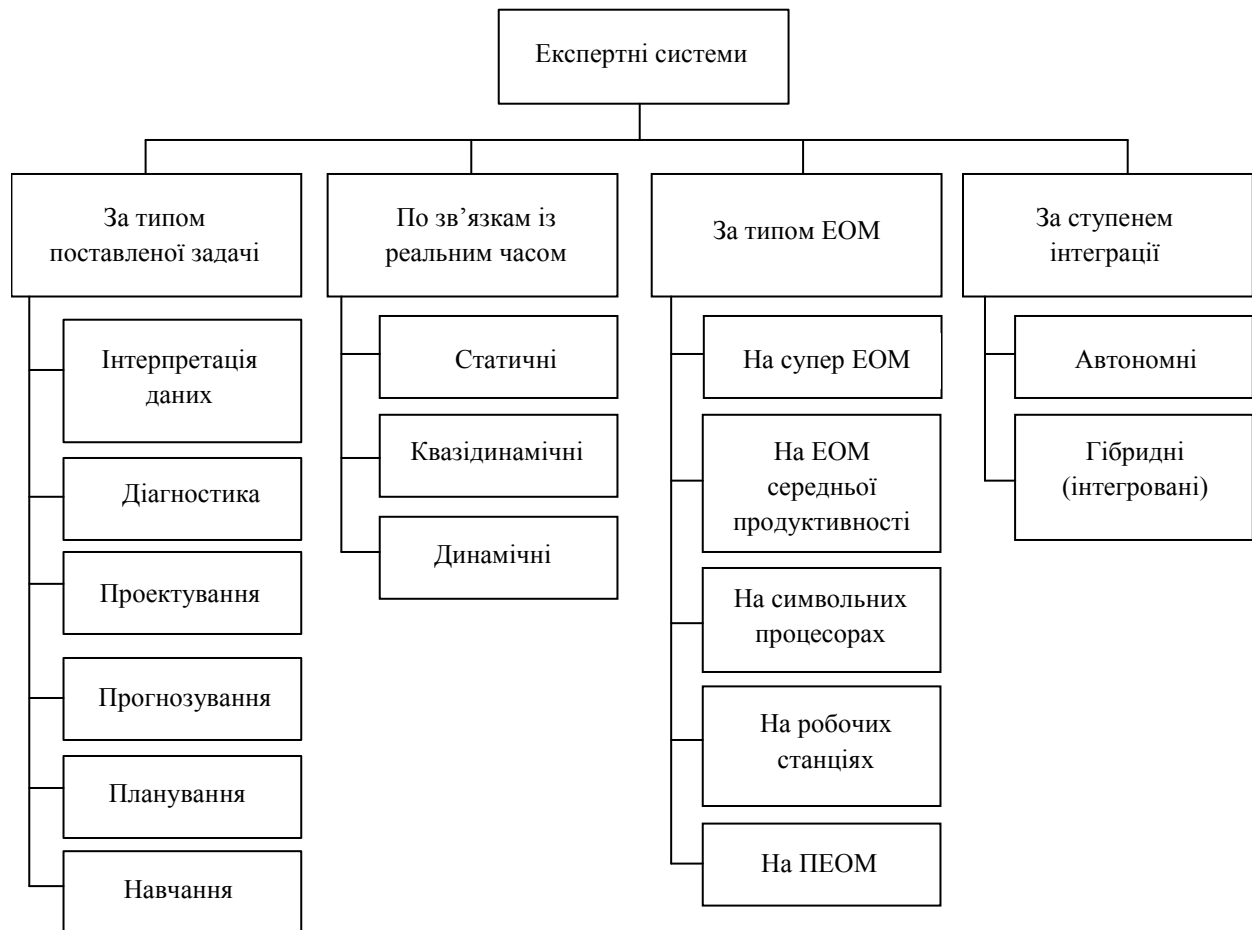 Експертні системи
За типом
поставленої задачі
Інтерпретація
даних
Діагностика
Проектування
Прогнозування
Планування
Навчання
По зв’язкам із
реальним часом
Статичні
Квазідинамічні
Динамічні
За типом ЕОМ
На супер ЕОМ
На ЕОМ
середньої
продуктивності
На символьних
процесорах
На робочих
станціях
На ПЕОМ
За ступенем
інтеграції
Автономні
Гібридні
(інтегровані)